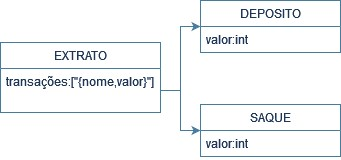 DEPOSITO
valor:int
EXTRATO
transações:["{nome,valor}"]
SAQUE
valor:int